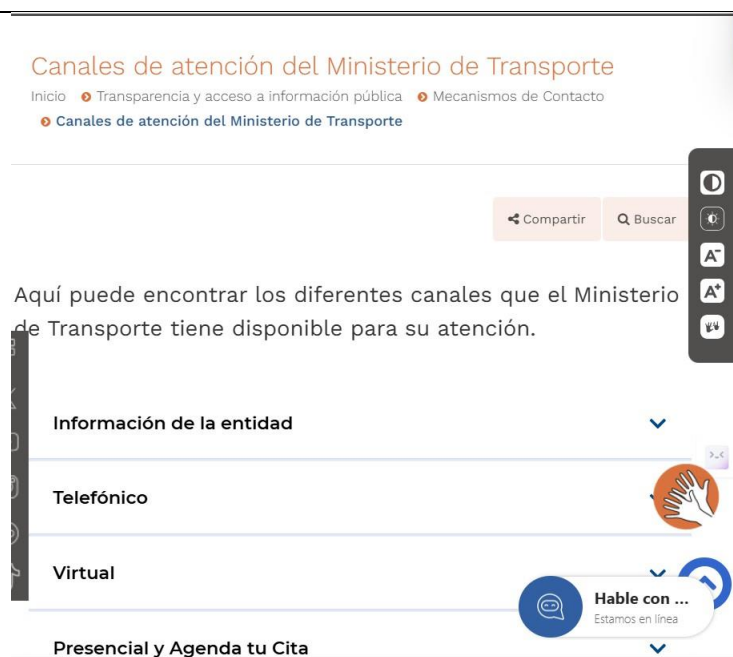 Canales de atención del Ministerio de Transporte
Inicio Transparencia y acceso a información pública Mecanismos de Contacto
Canales de atención del Ministerio de Transporte
Compartir Buscar
A-
A+
Aquí puede encontrar los diferentes canales que el Ministerio
de Transporte tiene disponible para su atención.
Información de la entidad
Telefónico
Virtual
Hable con ...
Estamos en línea
Presencial y Agenda tu Cita